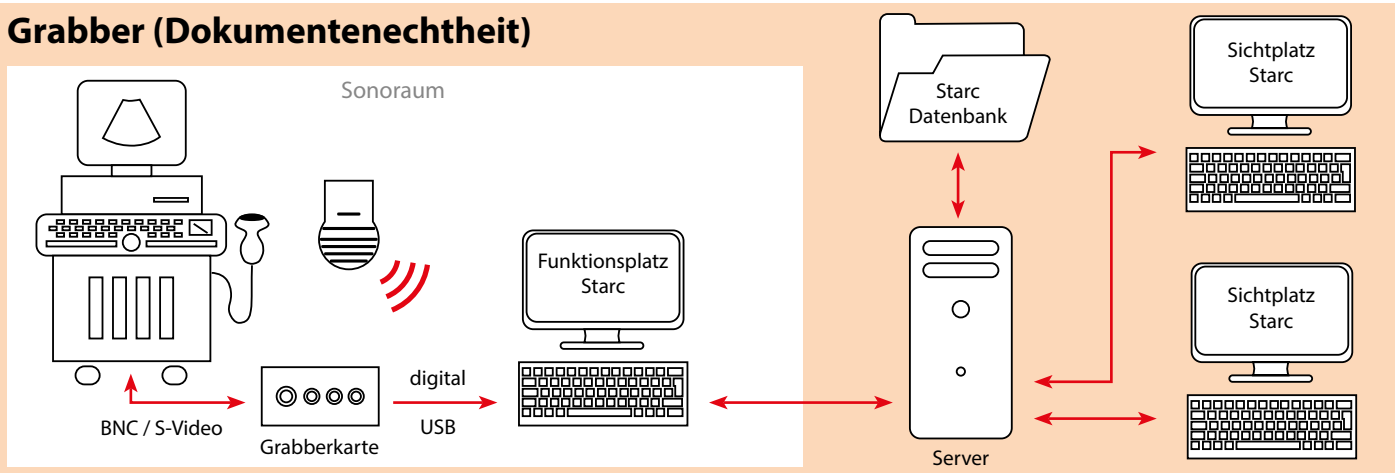 Grabber (Dokumentenechtheit)
Sonoraum
Starc
Datenbank
Sichtplatz
Starc
Funktionsplatz
Starc
Sichtplatz
Starc
BNC / S-Video
Grabberkarte
digital
USB
Server